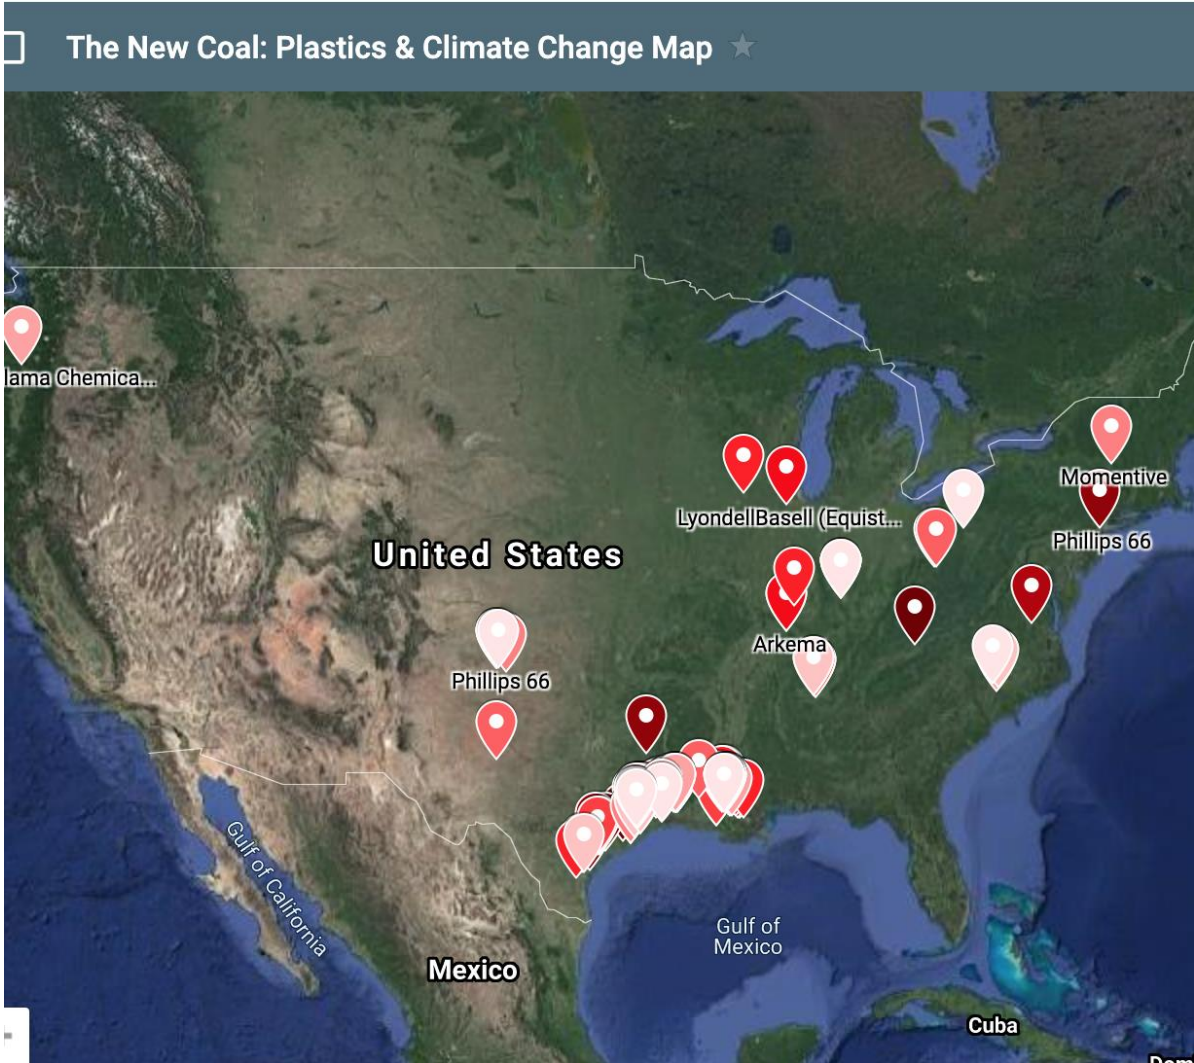 The New Coal: Plastics & Climate Change Map
lama Chemica...
Momentive
LyondellBasell (Equist...
Phillips 66
United States
Arkema
Phillips 66
Gulf of California
Gulf of
Mexico
Mexico
Cuba
Dom